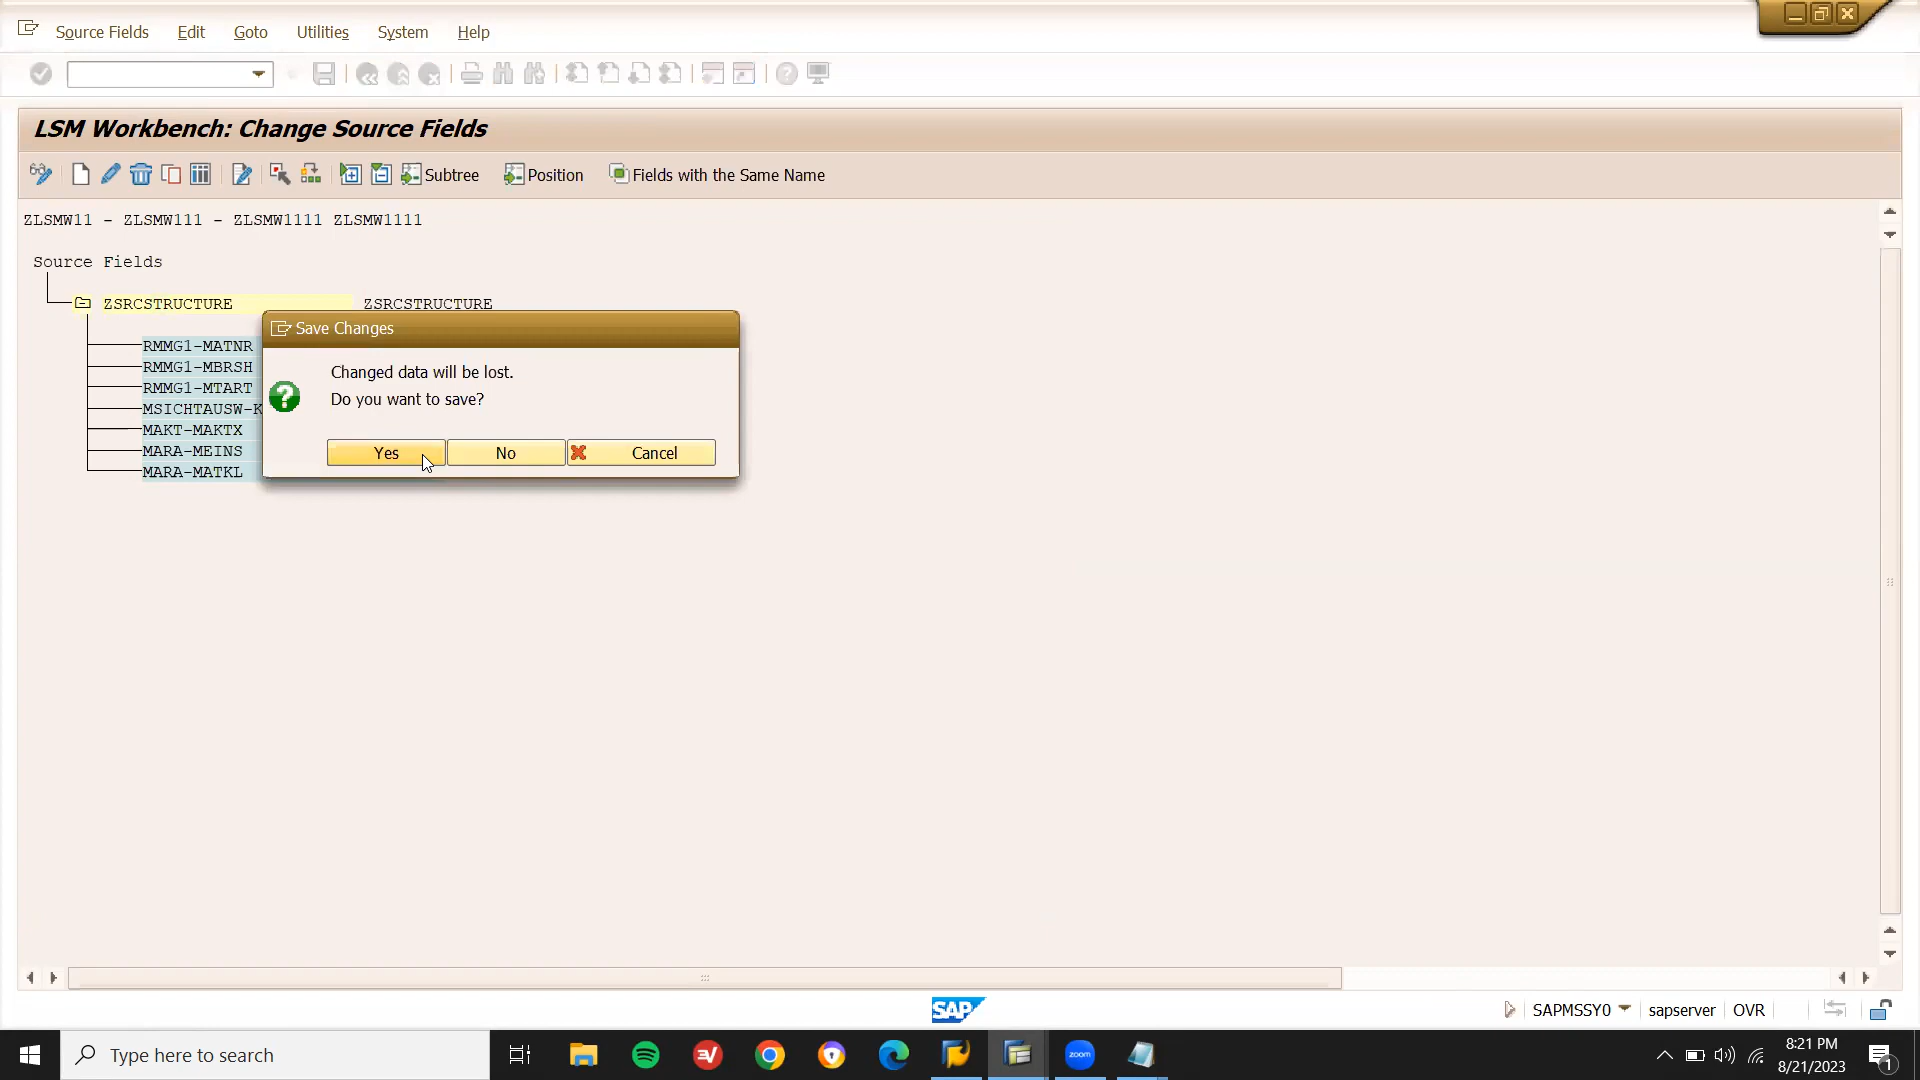 Source Fields Edit Goto Utilities System Help
LSM Workbench: Change Source Fields
Subtree Position Fields with the Same Name
ZLSMW11 - ZLSMW111 - ZLSMW1111 ZLSMW1111
Source Fields
ZSRCSTRUCTURE ZSRCSTRUCTURE
Save Changes
RMMG1-MATNR
RMMG1-MBRSH
RMMG1-MTART
MSICHTAUSW-K
MAKT-MAKTX
MARA-MEINS
MARA-MATKL
Changed data will be lost.
Do you want to save?
Yes No Cancel
SAP
SAPMSSY0 sapserver OVR
Type here to search
EV
zoom
8:21 PM
8/21/2023
1